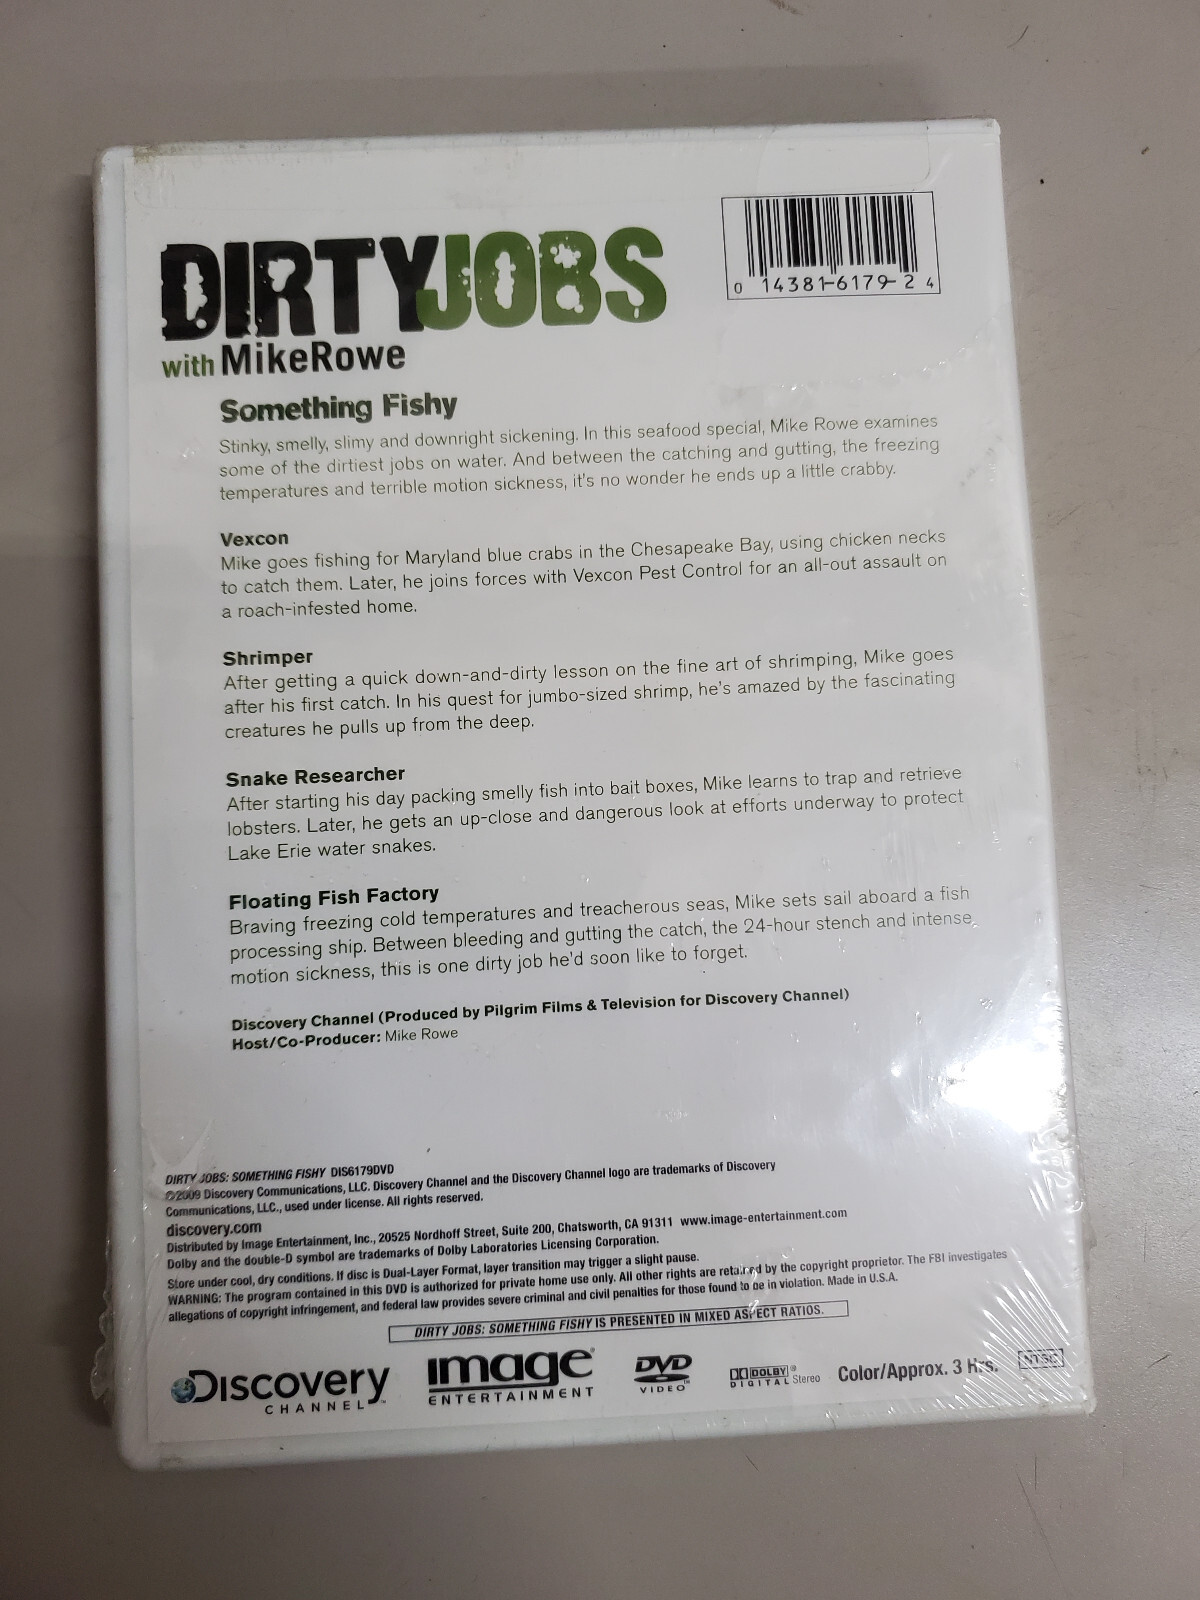 DIRTYJOBS
with MikeRowe
0 14381-6179-2 4
Something Fishy
Stinky, smelly, slimy and downright sickening. In this seafood special, Mike Rowe examines
some of the dirtiest jobs on water. And between the catching and gutting, the freezing
temperatures and terrible motion sickness, it's no wonder he ends up a little crabby.
Vexcon
Mike goes fishing for Maryland blue crabs in the Chesapeake Bay, using chicken necks
to catch them. Later, he joins forces with Vexcon Pest Control for an all-out assault on
a roach-infested home.
Shrimper
After getting a quick down-and-dirty lesson on the fine art of shrimping, Mike goes
after his first catch. In his quest for jumbo-sized shrimp, he's amazed by the fascinating
creatures he pulls up from the deep.
Snake Researcher
After starting his day packing smelly fish into bait boxes, Mike learns to trap and retrieve
lobsters. Later, he gets an up-close and dangerous look at efforts underway to protect
Lake Erie water snakes.
Floating Fish Factory
Braving freezing cold temperatures and treacherous seas, Mike sets sail aboard a fish
processing ship. Between bleeding and gutting the catch, the 24-hour stench and intense
motion sickness, this is one dirty job he'd soon like to forget.
Discovery Channel (Produced by Pilgrim Films & Television for Discovery Channel)
Host/Co-Producer: Mike Rowe
DIRTY JOBS: SOMETHING FISHY DIS6179DVD
©2009 Discovery Communications, LLC. Discovery Channel and the Discovery Channel logo are trademarks of Discovery
Communications, LLC., used under license. All rights reserved.
discovery.com
Distributed by Image Entertainment, Inc., 20525 Nordhoff Street, Suite 200, Chatsworth, CA 91311 www.image-entertainment.com
Dolby and the double-D symbol are trademarks of Dolby Laboratories Licensing Corporation.
Store under cool, dry conditions. If disc is Dual-Layer Format, layer transition may trigger a slight pause.
WARNING: The program contained in this DVD is authorized for private home use only. All other rights are retained by the copyright proprietor. The FBI investigates
allegations of copyright infringement, and federal law provides severe criminal and civil penalties for those found to be in violation. Made in U.S.A.
DIRTY JOBS: SOMETHING FISHY IS PRESENTED IN MIXED ASPECT RATIOS.
Discovery CHANNEL™
image® ENTERTAINMENT
DVD VIDEO™
DOLBY® DIGITAL Stereo
Color/Approx. 3 Hrs.
NTSC